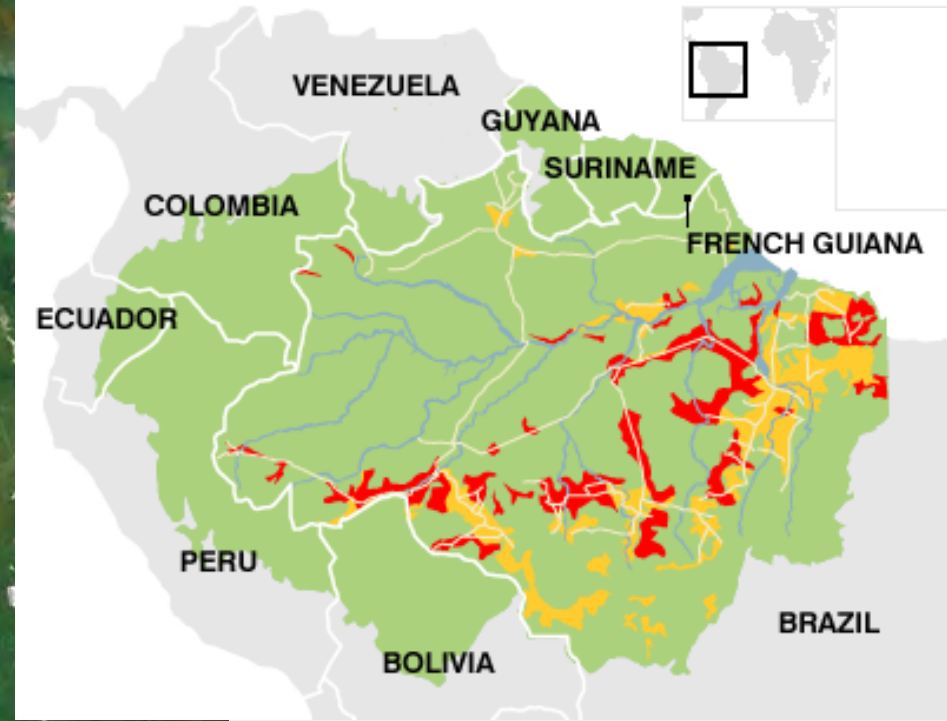 VENEZUELA
GUYANA
SURINAME
COLOMBIA
FRENCH GUIANA
ECUADOR
PERU
BRAZIL
BOLIVIA